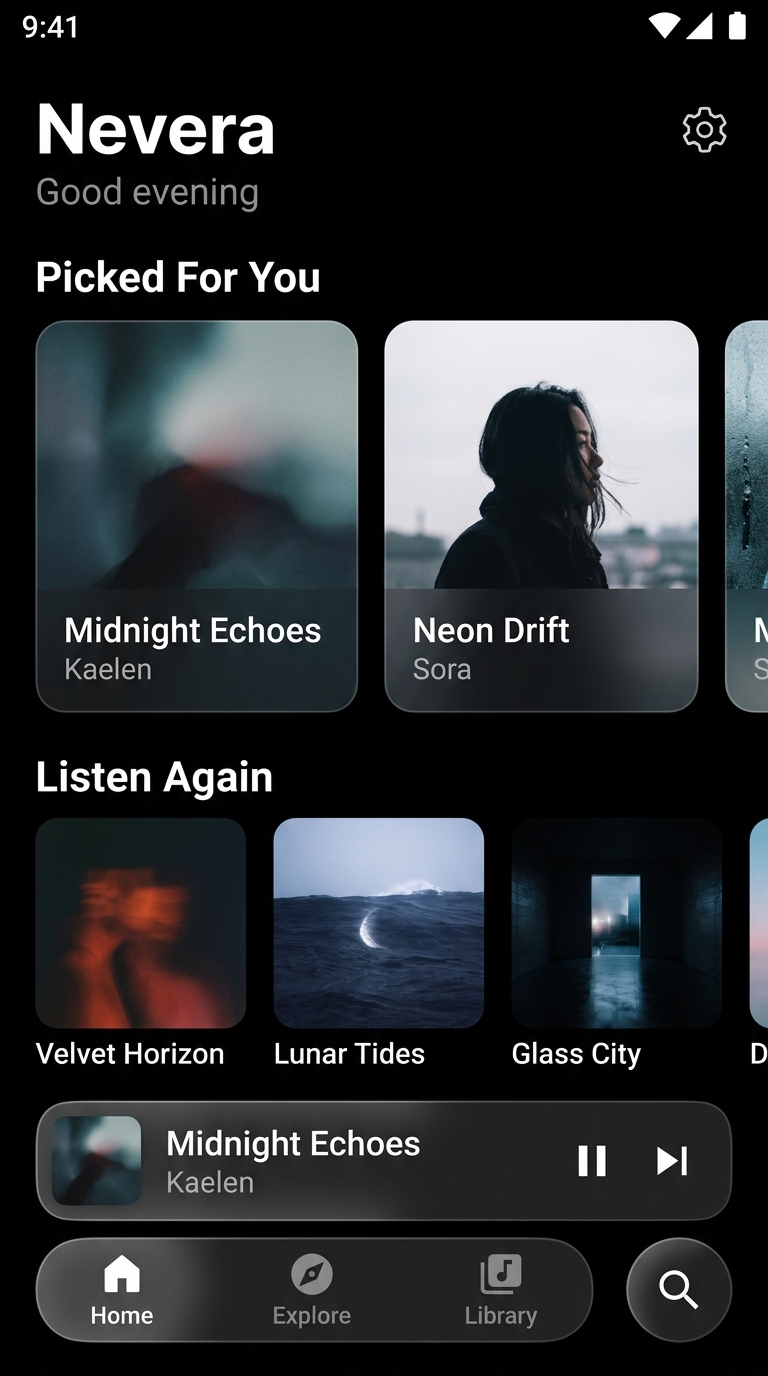 9:41
Nevera
Good evening
Picked For You
Midnight Echoes
Kaelen
Neon Drift
Sora
M
S
Listen Again
Velvet Horizon
Lunar Tides
Glass City
D
Midnight Echoes
Kaelen
Home
Explore
Library